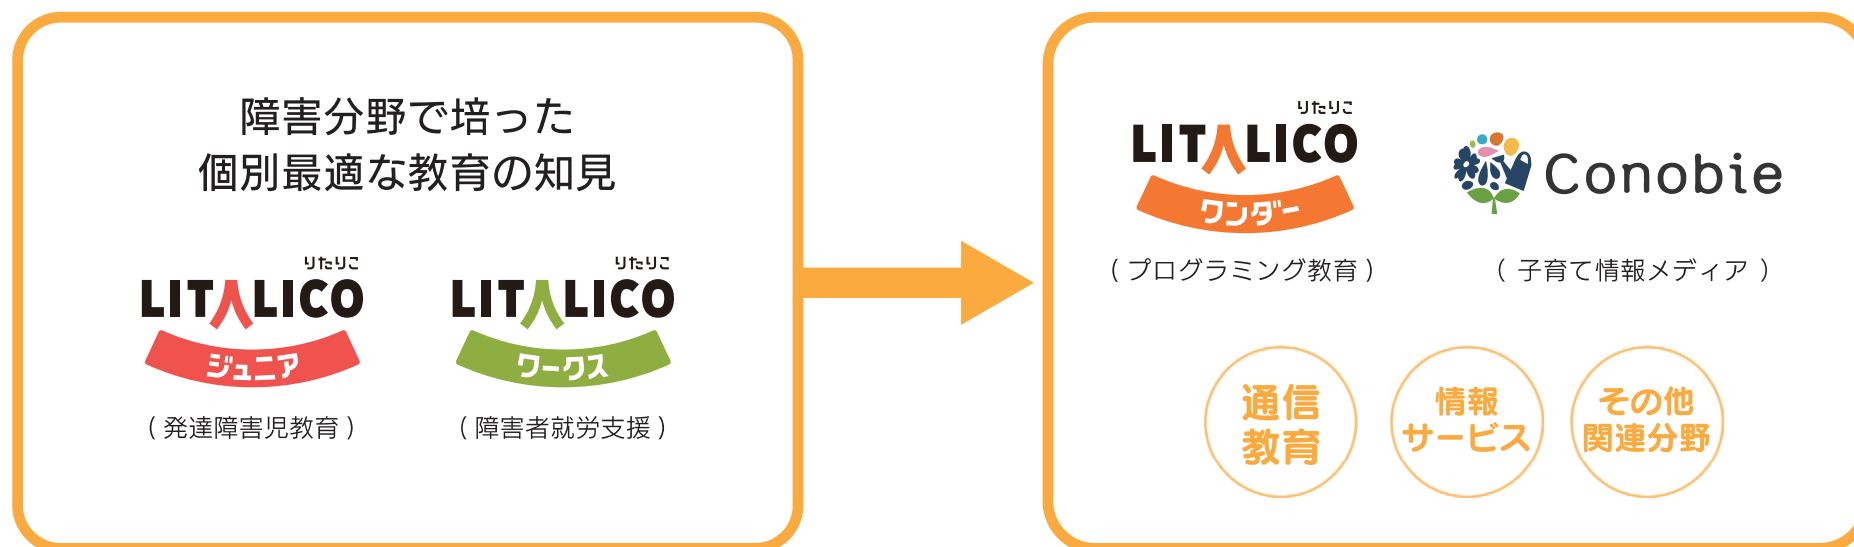 障害分野で培った
個別最適な教育の知見
りたりこ
LITALICO
ジュニア
( 発達障害児教育 )
りたりこ
LITALICO
ワークス
( 障害者就労支援 )
りたりこ
LITALICO
ワンダー
( プログラミング教育 )
Conobie
( 子育て情報メディア )
通信
教育
情報
サービス
その他
関連分野